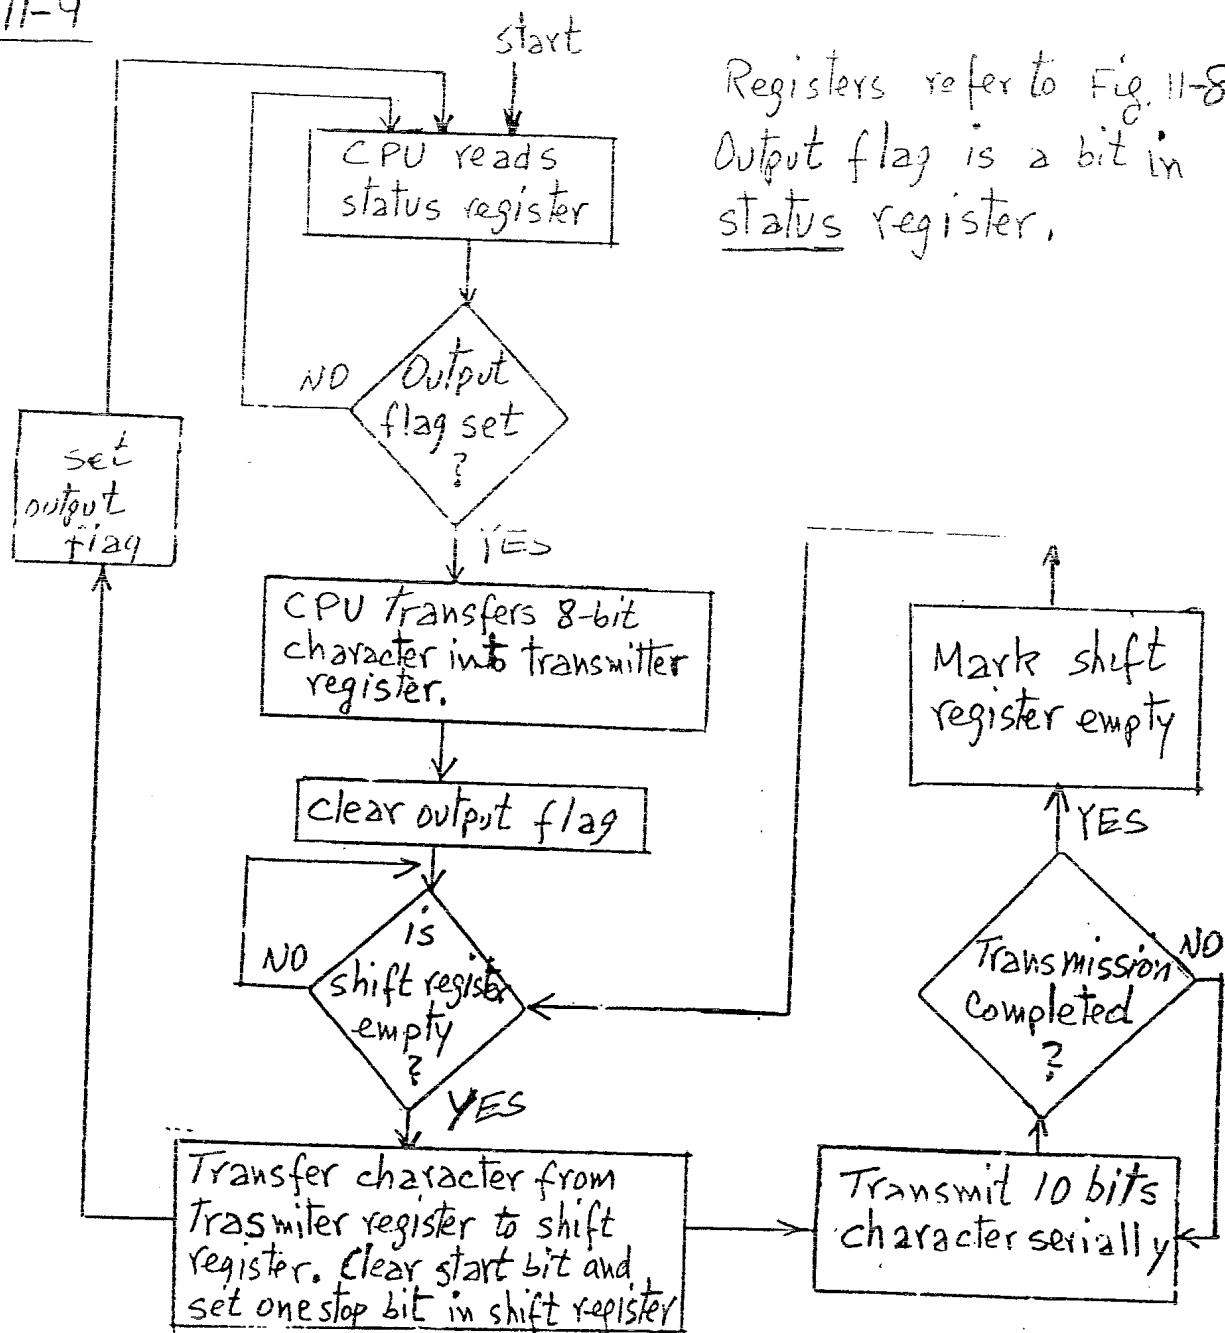 11-9
start
Registers refer to Fig. 11-8
Output flag is a bit in
status register.
CPU reads
status register
NO
Output
flag set
?
set
output
flag
YES
CPU Transfers 8-bit
character into transmitter
register.
Mark shift
register empty
clear output flag
YES
is
NO
shift register
empty
?
Transmission
NO
completed
?
YES
Transfer character from
Trasmiter register to shift
register. Clear start bit and
set one stop bit in shift register
Transmit 10 bits
character serially